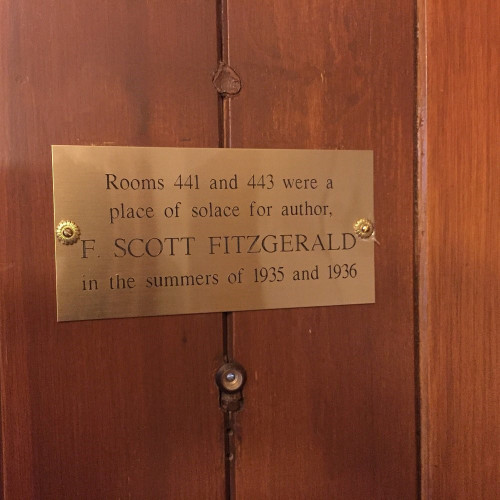 Rooms 441 and 443 were a
place of solace for author,
F. SCOTT FITZGERALD
in the summers of 1935 and 1936